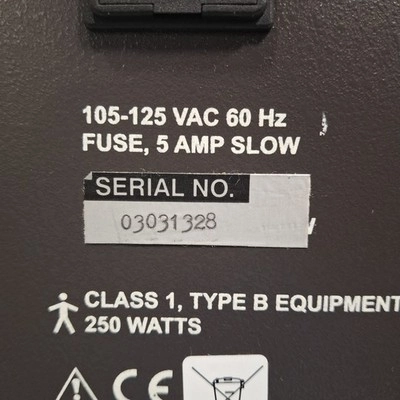 105-125 VAC 60 Hz
FUSE, 5 AMP SLOW
SERIAL NO.
03031328
CLASS 1, TYPE B EQUIPMENT
250 WATTS
CE